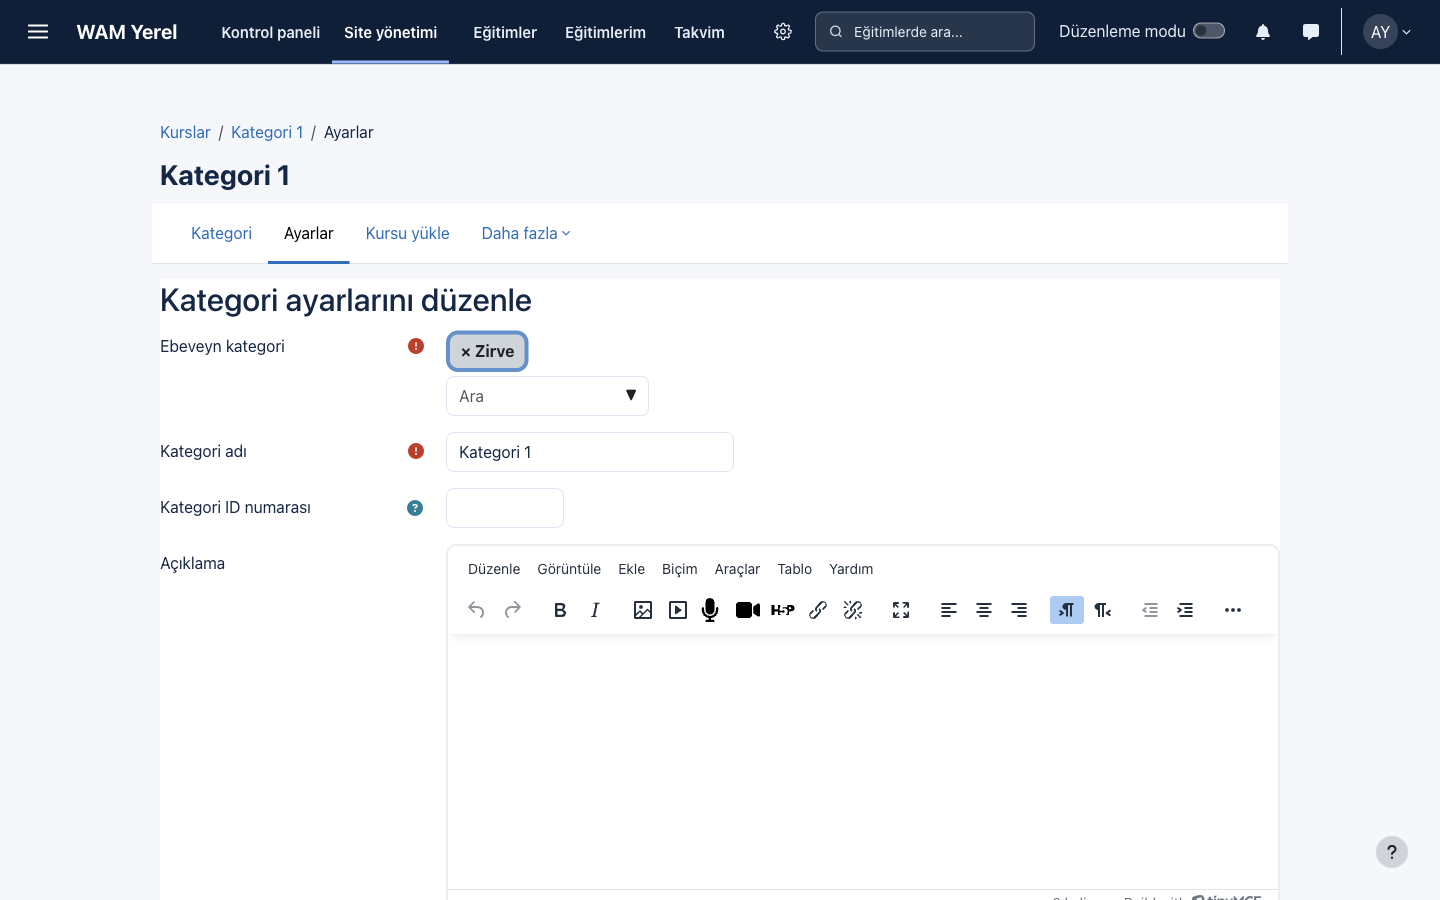 WAM Yerel Kontrol paneli Site yönetimi Eğitimler Eğitimlerim Takvim Eğitimlerde ara... Düzenleme modu AY
Kurslar / Kategori 1 / Ayarlar
Kategori 1
Kategori Ayarlar Kursu yükle Daha fazla
Kategori ayarlarını düzenle
Ebeveyn kategori × Zirve
Ara
Kategori adı Kategori 1
Kategori ID numarası
Açıklama
Düzenle Görüntüle Ekle Biçim Araçlar Tablo Yardım
B I H5P
?